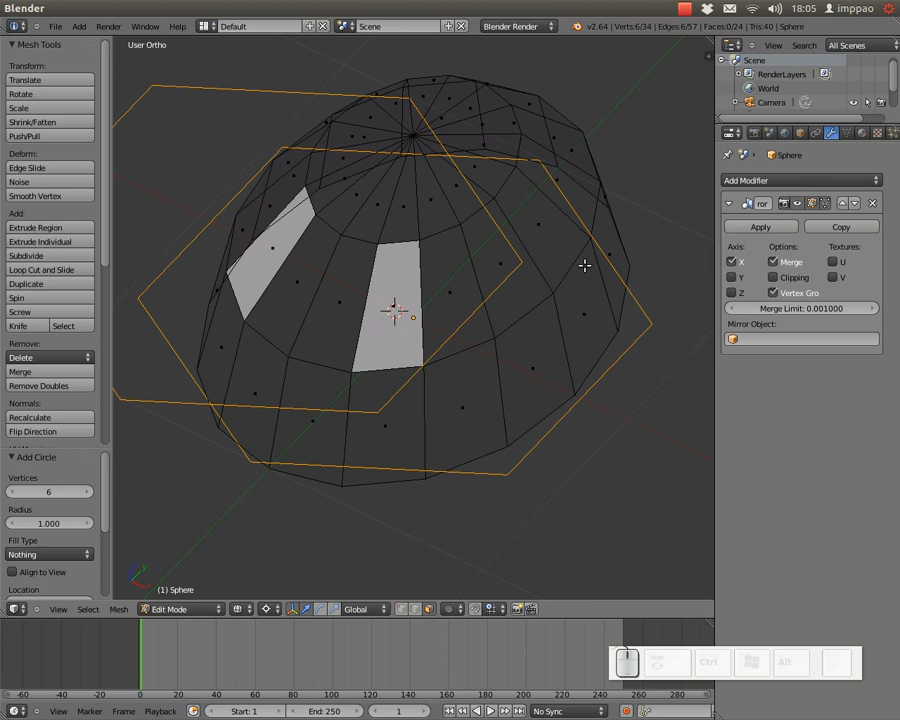 Blender
18:05 imppao
File Add Render Window Help Default Scene Blender Render v2.64 | Verts:6/34 | Edges:6/57 | Faces:0/24 | Tris:40 | Sphere
View Search All Scenes
Scene
RenderLayers
World
Camera
Sphere
Add Modifier
ror
Apply Copy
Axis: Options: Textures:
X Merge U
Y Clipping V
Z Vertex Gro
Merge Limit: 0.001000
Mirror Object:
Mesh Tools
Transform:
Translate
Rotate
Scale
Shrink/Fatten
Push/Pull
Deform:
Edge Slide
Noise
Smooth Vertex
Add:
Extrude Region
Extrude Individual
Subdivide
Loop Cut and Slide
Duplicate
Spin
Screw
Knife Select
Remove:
Delete
Merge
Remove Doubles
Normals:
Recalculate
Flip Direction
Add Circle
Vertices
6
Radius
1.000
Fill Type
Nothing
Align to View
Location
User Ortho
(1) Sphere
View Select Mesh Edit Mode Global
Ctrl Alt
-60 -40 -20 0 20 40 60 80 100 120 140 160 180 200 220 240 260 280
View Marker Frame Playback Start: 1 End: 250 1 No Sync